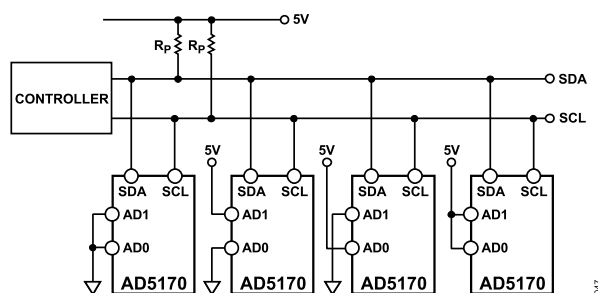 5V
RP RP
SDA
CONTROLLER
SCL
5V 5V 5V
SDA SCL SDA SCL SDA SCL SDA SCL
AD1 AD1 AD1 AD1
AD0 AD0 AD0 AD0
AD5170 AD5170 AD5170 AD5170